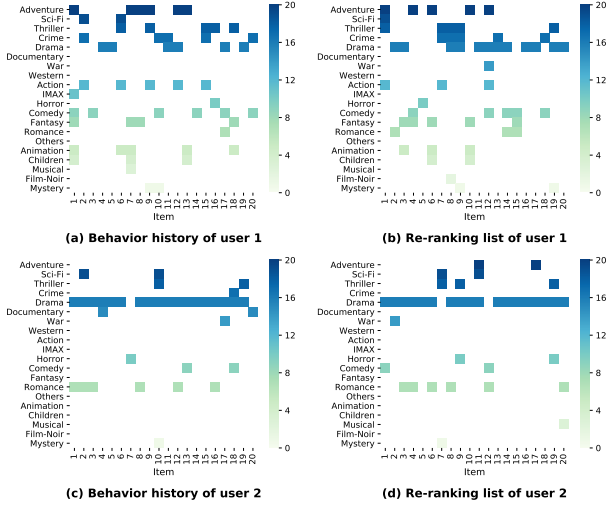 Adventure
Sci-Fi
Thriller
Crime
Drama
Documentary
War
Western
Action
IMAX
Horror
Comedy
Fantasy
Romance
Others
Animation
Children
Musical
Film-Noir
Mystery
1 2 3 4 5 6 7 8 9 10 11 12 13 14 15 16 17 18 19 20
Item
20
16
12
8
4
0
(a) Behavior history of user 1
Adventure
Sci-Fi
Thriller
Crime
Drama
Documentary
War
Western
Action
IMAX
Horror
Comedy
Fantasy
Romance
Others
Animation
Children
Musical
Film-Noir
Mystery
1 2 3 4 5 6 7 8 9 10 11 12 13 14 15 16 17 18 19 20
Item
20
16
12
8
4
0
(b) Re-ranking list of user 1
Adventure
Sci-Fi
Thriller
Crime
Drama
Documentary
War
Western
Action
IMAX
Horror
Comedy
Fantasy
Romance
Others
Animation
Children
Musical
Film-Noir
Mystery
1 2 3 4 5 6 7 8 9 10 11 12 13 14 15 16 17 18 19 20
Item
20
16
12
8
4
0
(c) Behavior history of user 2
Adventure
Sci-Fi
Thriller
Crime
Drama
Documentary
War
Western
Action
IMAX
Horror
Comedy
Fantasy
Romance
Others
Animation
Children
Musical
Film-Noir
Mystery
1 2 3 4 5 6 7 8 9 10 11 12 13 14 15 16 17 18 19 20
Item
20
16
12
8
4
0
(d) Re-ranking list of user 2